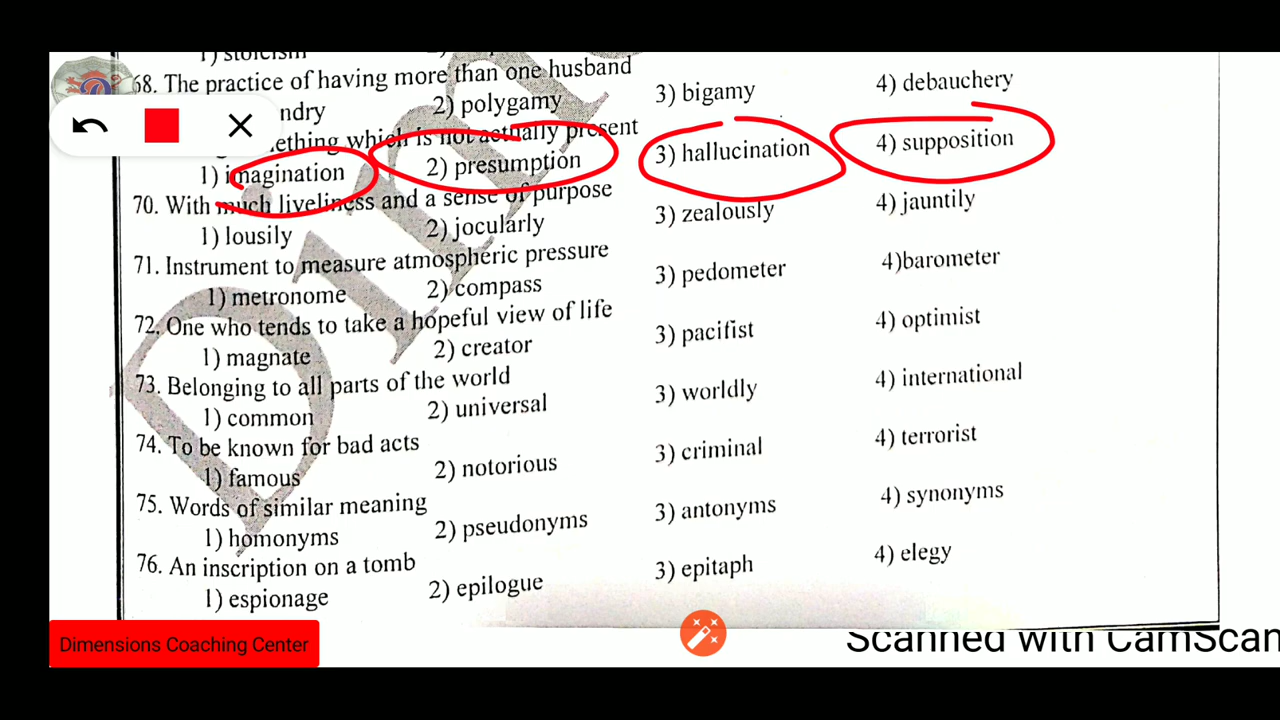 1) stoicism
68. The practice of having more than one husband
ndry 2) polygamy 3) bigamy 4) debauchery
ething which is not actually present
1) imagination 2) presumption 3) hallucination 4) supposition
70. With much liveliness and a sense of purpose
1) lousily 2) jocularly 3) zealously 4) jauntily
71. Instrument to measure atmospheric pressure
1) metronome 2) compass 3) pedometer 4)barometer
72. One who tends to take a hopeful view of life
1) magnate 2) creator 3) pacifist 4) optimist
73. Belonging to all parts of the world
1) common 2) universal 3) worldly 4) international
74. To be known for bad acts
1) famous 2) notorious 3) criminal 4) terrorist
75. Words of similar meaning
1) homonyms 2) pseudonyms 3) antonyms 4) synonyms
76. An inscription on a tomb
1) espionage 2) epilogue 3) epitaph 4) elegy
Dimensions Coaching Center
Scanned with CamScan